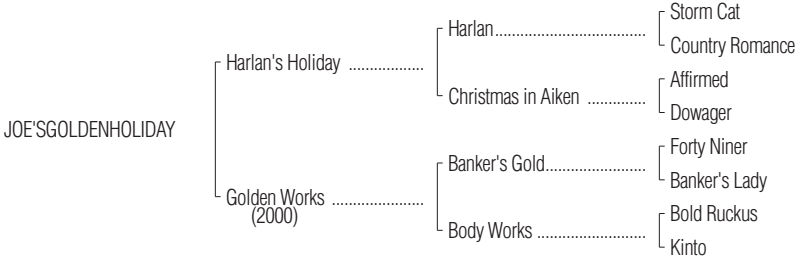 Storm Cat
Harlan
Country Romance
Harlan's Holiday
Affirmed
Christmas in Aiken
Dowager
JOE'SGOLDENHOLIDAY
Forty Niner
Banker's Gold
Banker's Lady
Golden Works
(2000)
Bold Ruckus
Body Works
Kinto